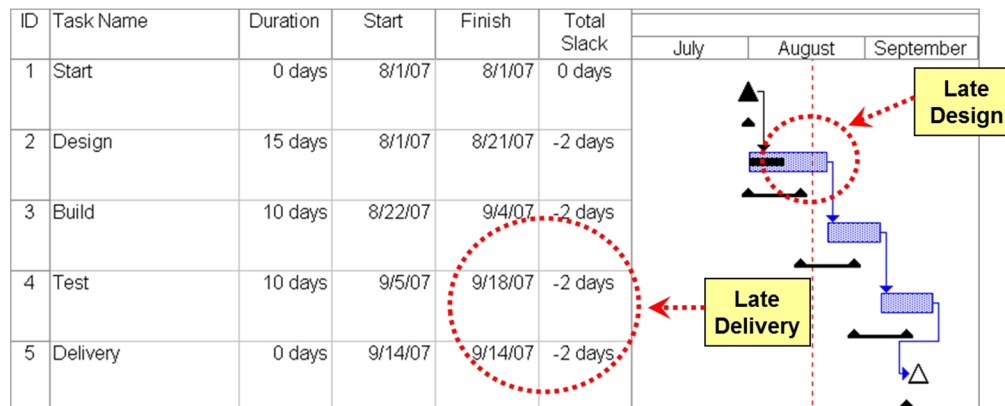 ID Task Name Duration Start Finish Total Slack
July August September
1 Start 0 days 8/1/07 8/1/07 0 days
Late
Design
2 Design 15 days 8/1/07 8/21/07 -2 days
3 Build 10 days 8/22/07 9/4/07 -2 days
4 Test 10 days 9/5/07 9/18/07 -2 days
Late
Delivery
5 Delivery 0 days 9/14/07 9/14/07 -2 days